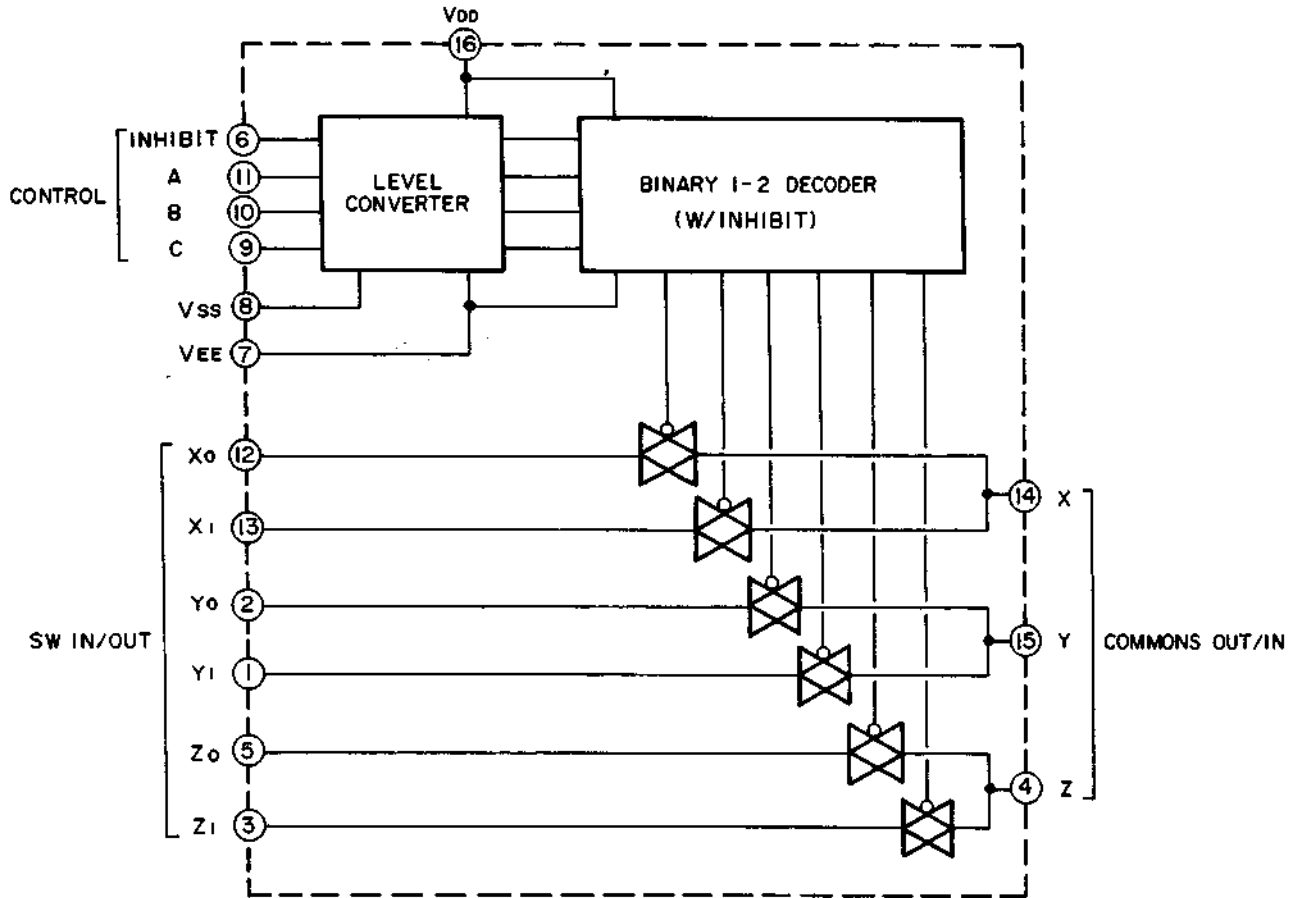 VDD
16
INHIBIT 6
A 11
B 10
C 9
CONTROL
LEVEL
CONVERTER
BINARY 1-2 DECODER
(W/INHIBIT)
VSS 8
VEE 7
X0 12
X1 13
Y0 2
Y1 1
Z0 5
Z1 3
SW IN/OUT
14 X
15 Y
4 Z
COMMONS OUT/IN